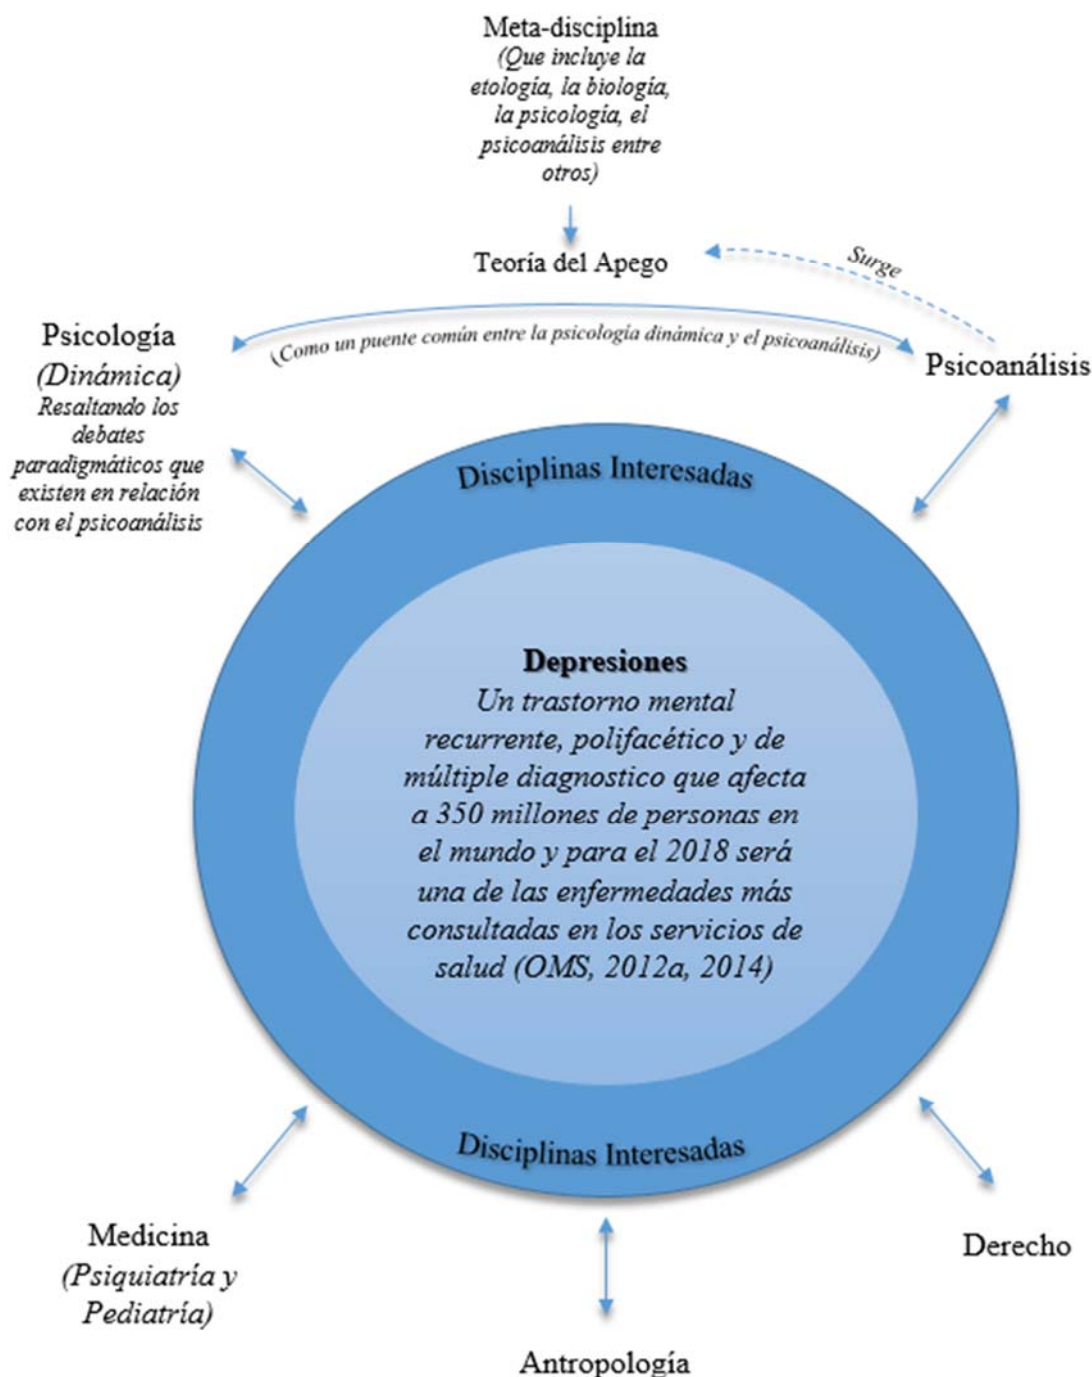 Meta-disciplina
(Que incluye la
etología, la biología,
la psicología, el
psicoanálisis entre
otros)
Teoría del Apego
Surge
(Como un puente común entre la psicología dinámica y el psicoanálisis)
Psicología
(Dinámica)
Resaltando los
debates
paradigmáticos que
existen en relación
con el psicoanálisis
Psicoanálisis
Disciplinas Interesadas
Depresiones
Un trastorno mental
recurrente, polifacético y de
múltiple diagnostico que afecta
a 350 millones de personas en
el mundo y para el 2018 será
una de las enfermedades más
consultadas en los servicios de
salud (OMS, 2012a, 2014)
Disciplinas Interesadas
Medicina
(Psiquiatría y
Pediatría)
Derecho
Antropología